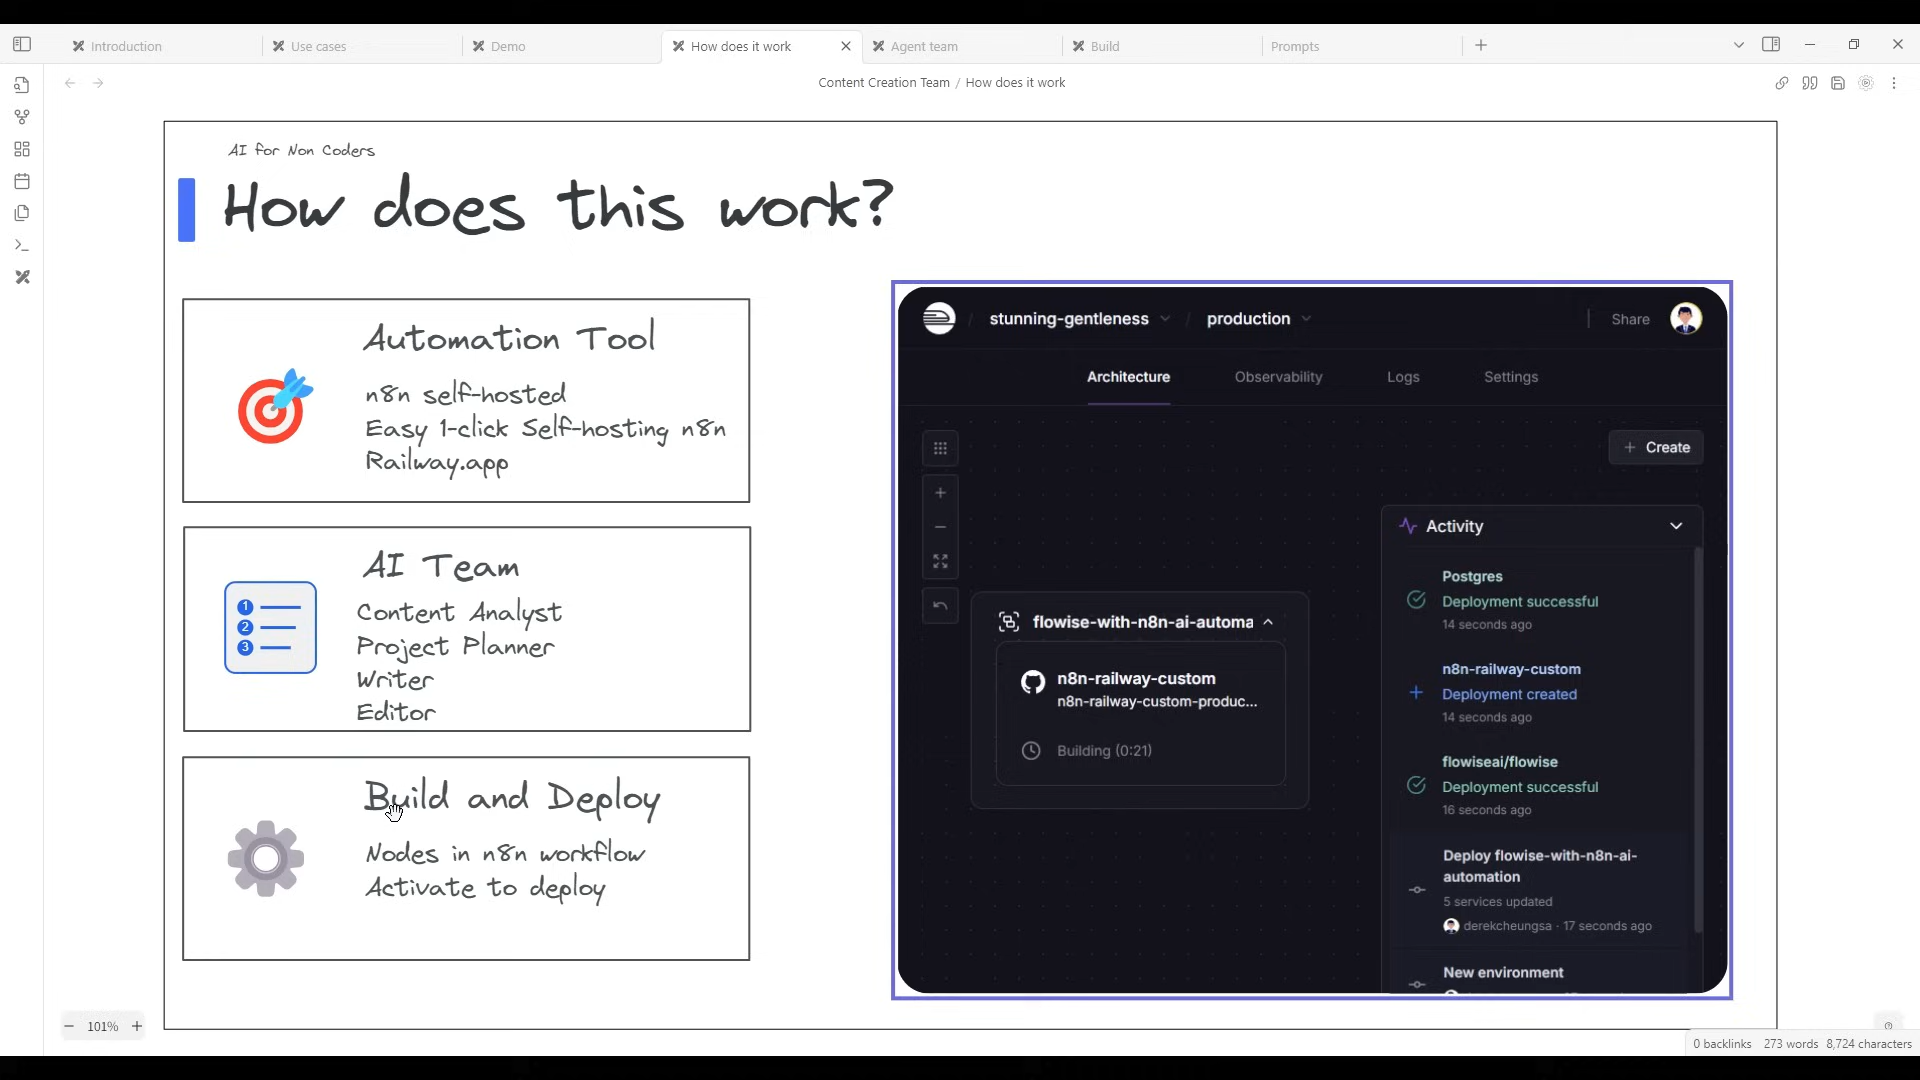 Introduction
Use cases
Demo
How does it work
Agent team
Build
Prompts
Content Creation Team / How does it work
AI for Non Coders
How does this work?
Automation Tool
n8n self-hosted
Easy 1-click Self-hosting n8n
Railway.app
AI Team
Content Analyst
Project Planner
Writer
Editor
Build and Deploy
Nodes in n8n workflow
Activate to deploy
/ stunning-gentleness / production
Share
Architecture
Observability
Logs
Settings
+ Create
flowise-with-n8n-ai-automa
n8n-railway-custom
n8n-railway-custom-produc...
Building (0:21)
Activity
Postgres
Deployment successful
14 seconds ago
n8n-railway-custom
Deployment created
14 seconds ago
flowiseai/flowise
Deployment successful
16 seconds ago
Deploy flowise-with-n8n-ai-
automation
5 services updated
derekcheungsa · 17 seconds ago
New environment
1
2
3
101%
0 backlinks 273 words 8,724 characters